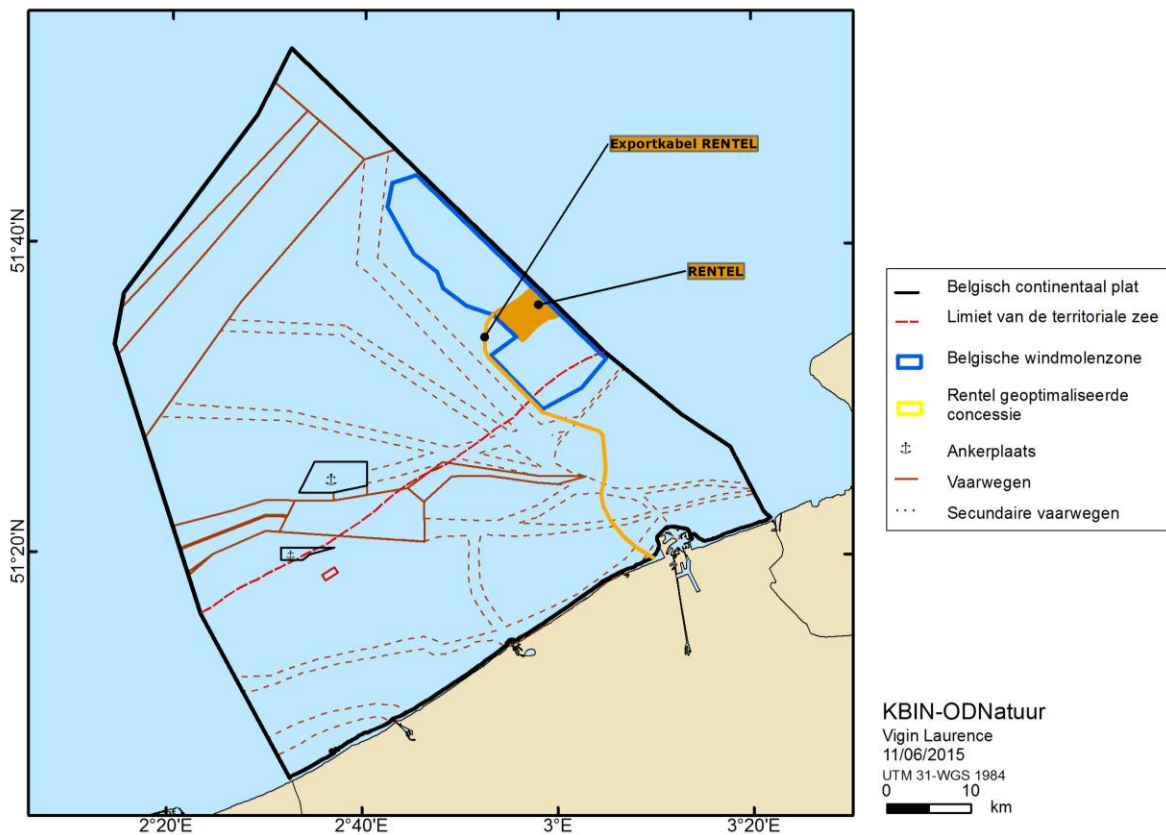 Exportkabel RENTEL
RENTEL
51°40'N
51°20'N
2°20'E
2°40'E
3°E
3°20'E
Belgisch continentaal plat
Limiet van de territoriale zee
Belgische windmolenzone
Rentel geoptimaliseerde
concessie
Ankerplaats
Vaarwegen
Secundaire vaarwegen
KBIN-ODNatuur
Vigin Laurence
11/06/2015
UTM 31-WGS 1984
0 10
km